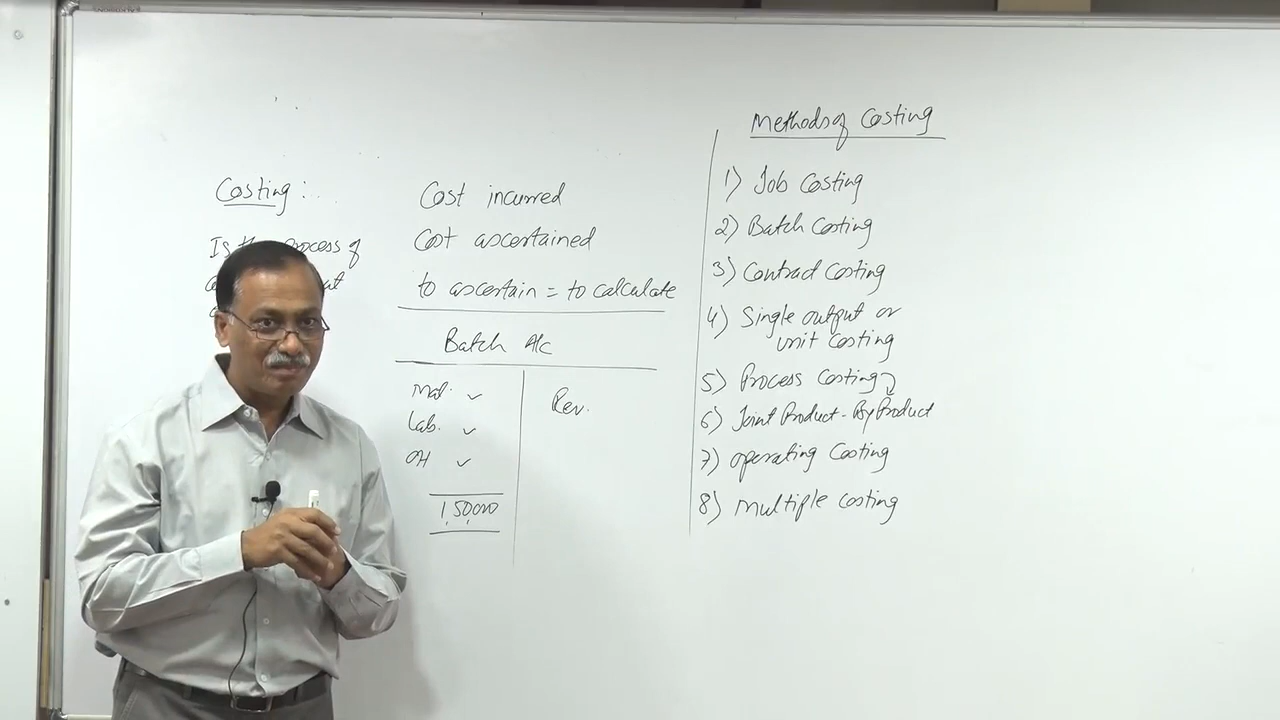 Costing :
Is the process of
Cost incurred
Cost ascertained
to ascertain = to calculate
Batch A/c
Mat. ✓
Lab. ✓
OH ✓
1,50,000
Rev.
Methods of Costing
1) Job Costing
2) Batch Costing
3) Contract Costing
4) Single output or
unit Costing
5) Process Costing
6) Joint Product - By Product
7) Operating Costing
8) Multiple Costing